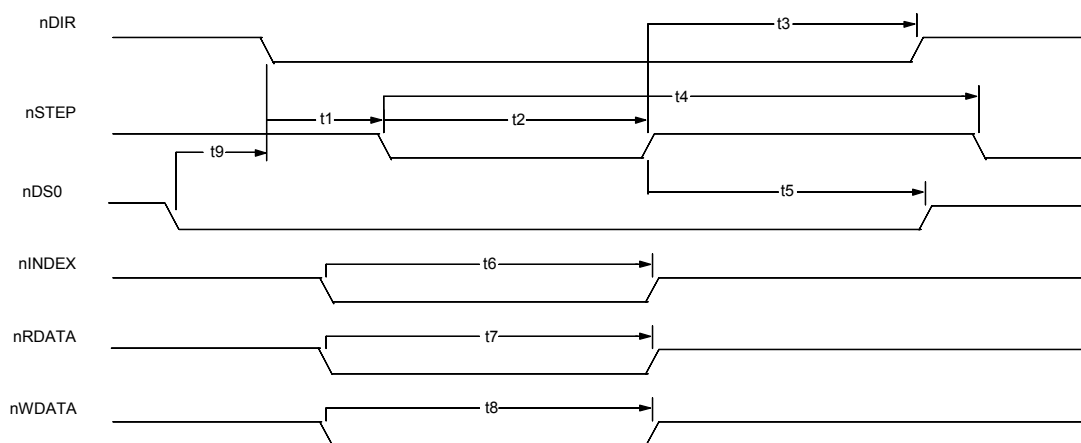 nDIR
t3
t4
nSTEP
t1
t2
t9
nDS0
t5
nINDEX
t6
nRDATA
t7
nWDATA
t8